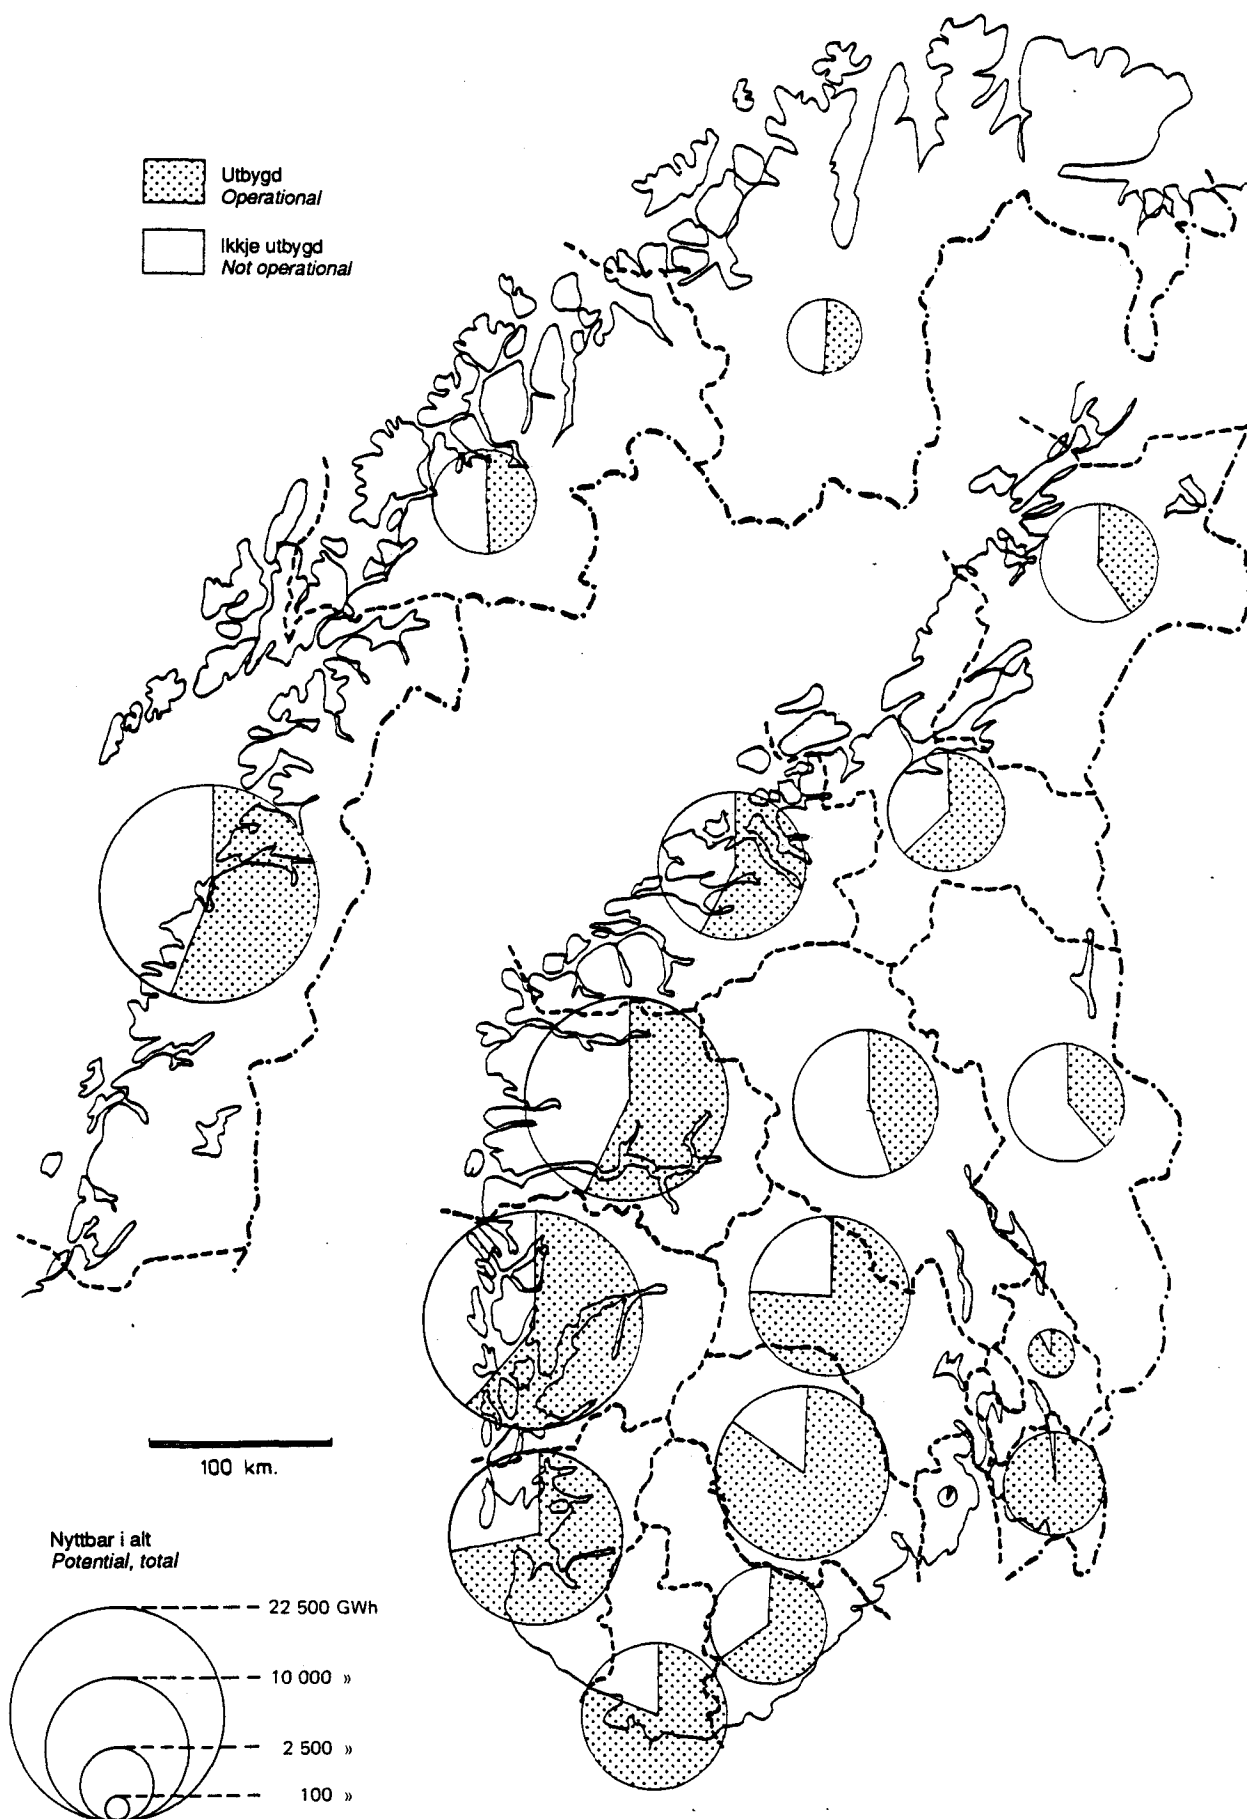 Utbygd
Operational
Ikkje utbygd
Not operational
100 km.
Nyttbar i alt
Potential, total
22 500 GWh
10 000 »
2 500 »
100 »